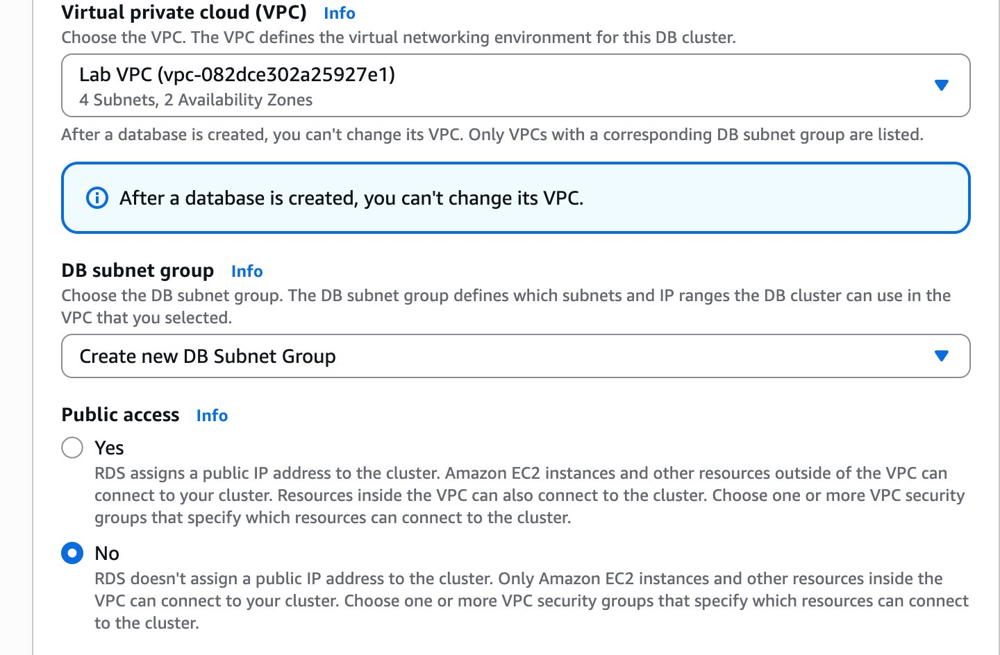 Virtual private cloud (VPC) Info
Choose the VPC. The VPC defines the virtual networking environment for this DB cluster.
Lab VPC (vpc-082dce302a25927e1)
4 Subnets, 2 Availability Zones
After a database is created, you can't change its VPC. Only VPCs with a corresponding DB subnet group are listed.
After a database is created, you can't change its VPC.
DB subnet group Info
Choose the DB subnet group. The DB subnet group defines which subnets and IP ranges the DB cluster can use in the
VPC that you selected.
Create new DB Subnet Group
Public access Info
Yes
RDS assigns a public IP address to the cluster. Amazon EC2 instances and other resources outside of the VPC can
connect to your cluster. Resources inside the VPC can also connect to the cluster. Choose one or more VPC security
groups that specify which resources can connect to the cluster.
No
RDS doesn't assign a public IP address to the cluster. Only Amazon EC2 instances and other resources inside the
VPC can connect to your cluster. Choose one or more VPC security groups that specify which resources can connect
to the cluster.